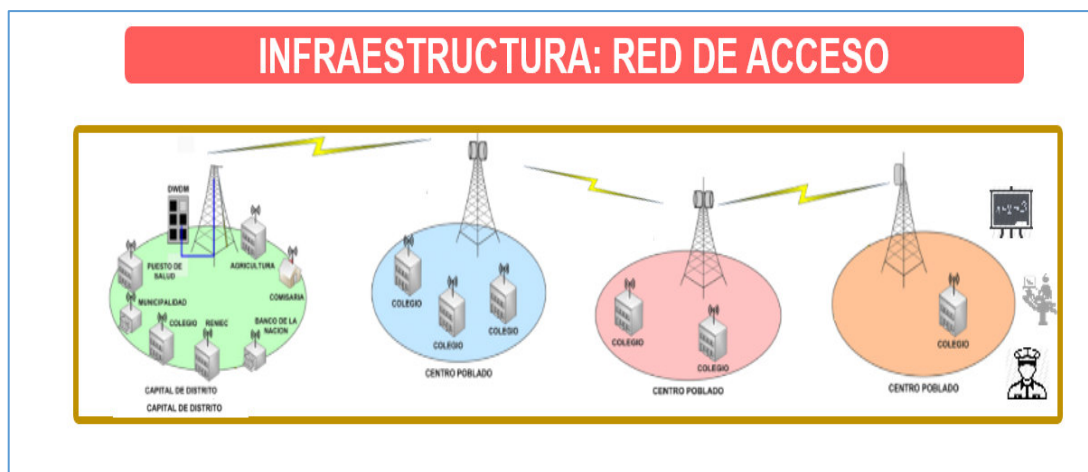 INFRAESTRUCTURA: RED DE ACCESO
DWDM
PUESTO DE
SALUD
AGRICULTURA
COMISARIA
MUNICIPALIDAD
COLEGIO
RENIEC
BANCO DE LA
NACION
CAPITAL DE DISTRITO
CAPITAL DE DISTRITO
COLEGIO
COLEGIO
COLEGIO
CENTRO POBLADO
COLEGIO
COLEGIO
CENTRO POBLADO
COLEGIO
CENTRO POBLADO